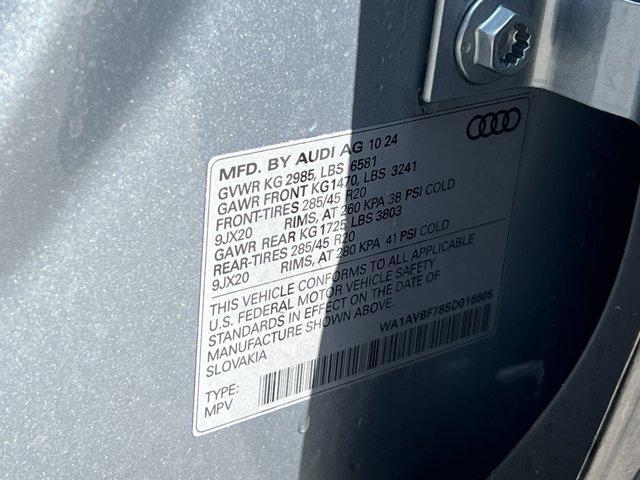 MFD. BY AUDI AG 10 24
GVWR KG 2985, LBS 6581
GAWR FRONT KG1470, LBS 3241
FRONT-TIRES 285/45 R20
9JX20 RIMS, AT 260 KPA 38 PSI COLD
GAWR REAR KG 1725 LBS 3803
REAR-TIRES 285/45 R20
9JX20 RIMS, AT 280 KPA 41 PSI COLD
THIS VEHICLE CONFORMS TO ALL APPLICABLE
U.S. FEDERAL MOTOR VEHICLE SAFETY
STANDARDS IN EFFECT ON THE DATE OF
MANUFACTURE SHOWN ABOVE.
SLOVAKIA
WA1AVBF78SD016605
TYPE:
MPV